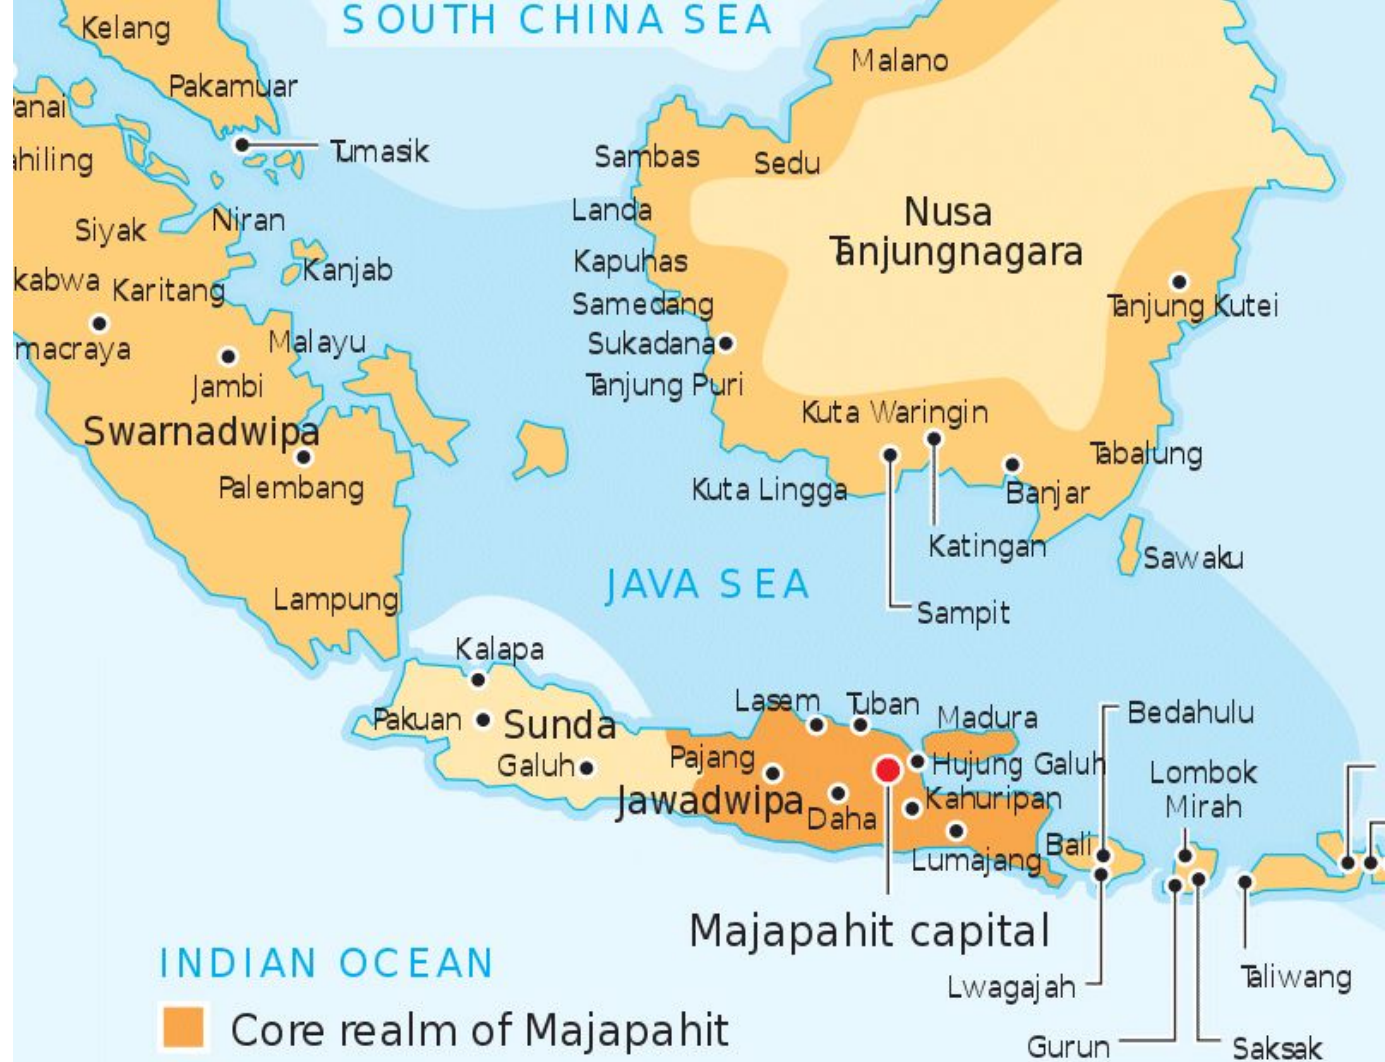 SOUTH CHINA SEA
Kelang
Malano
Pakamuar
Tumasik
Sambas
Sedu
Landa
Nusa
Tanjungnagara
Siyak
Niran
Kapuhas
Kanjab
Karitang
Samedang
Tanjung Kutei
Malayu
Sukadana
Jambi
Tanjung Puri
Kuta Waringin
Swarnadwipa
Tabalung
Palembang
Kuta Lingga
Banjar
Katingan
Sawaku
JAVA SEA
Lampung
Sampit
Kalapa
Lasem
Tuban
Madura
Bedahulu
Pakuan
Sunda
Galuh
Pajang
Hujung Galuh
Lombok
Mirah
Jawadwipa
Daha
Kahuripan
Bali
Lumajang
Majapahit capital
INDIAN OCEAN
Lwagajah
Taliwang
Core realm of Majapahit
Gurun
Saksak